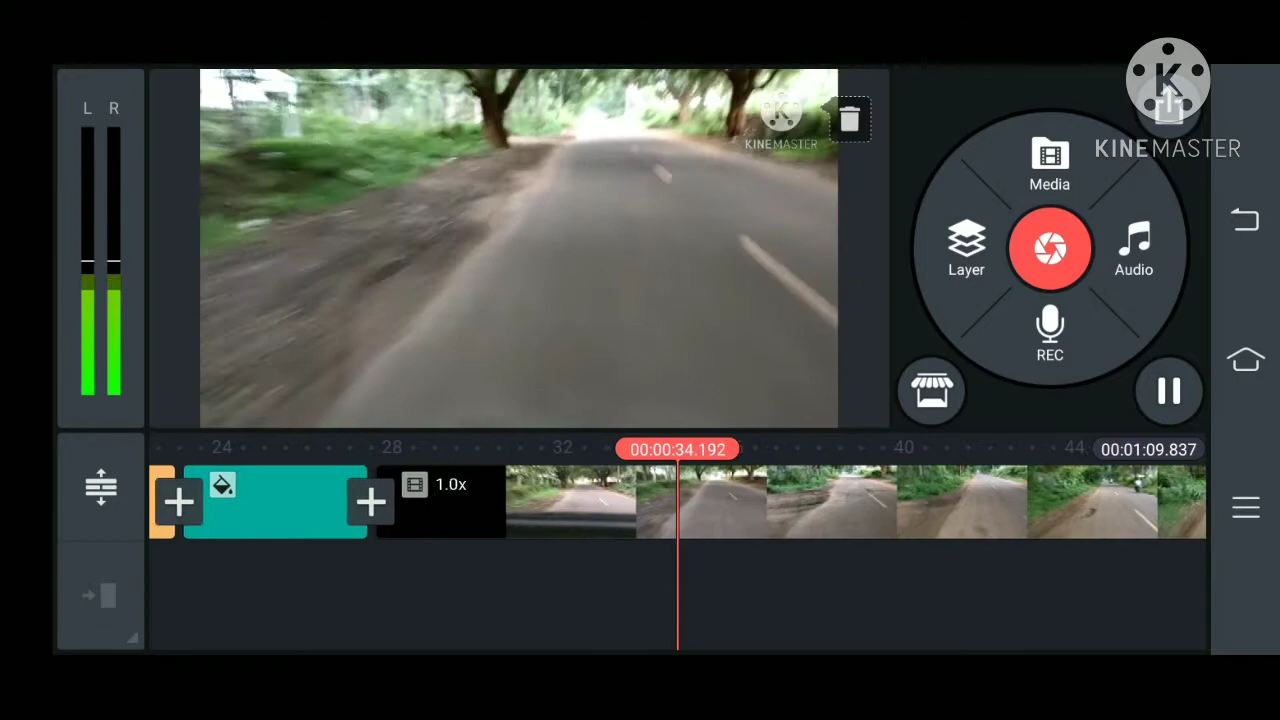 L R
KINEMASTER
KINEMASTER
Media
Layer
Audio
REC
24
28
32
00:00:34.192
40
44
00:01:09.837
1.0x